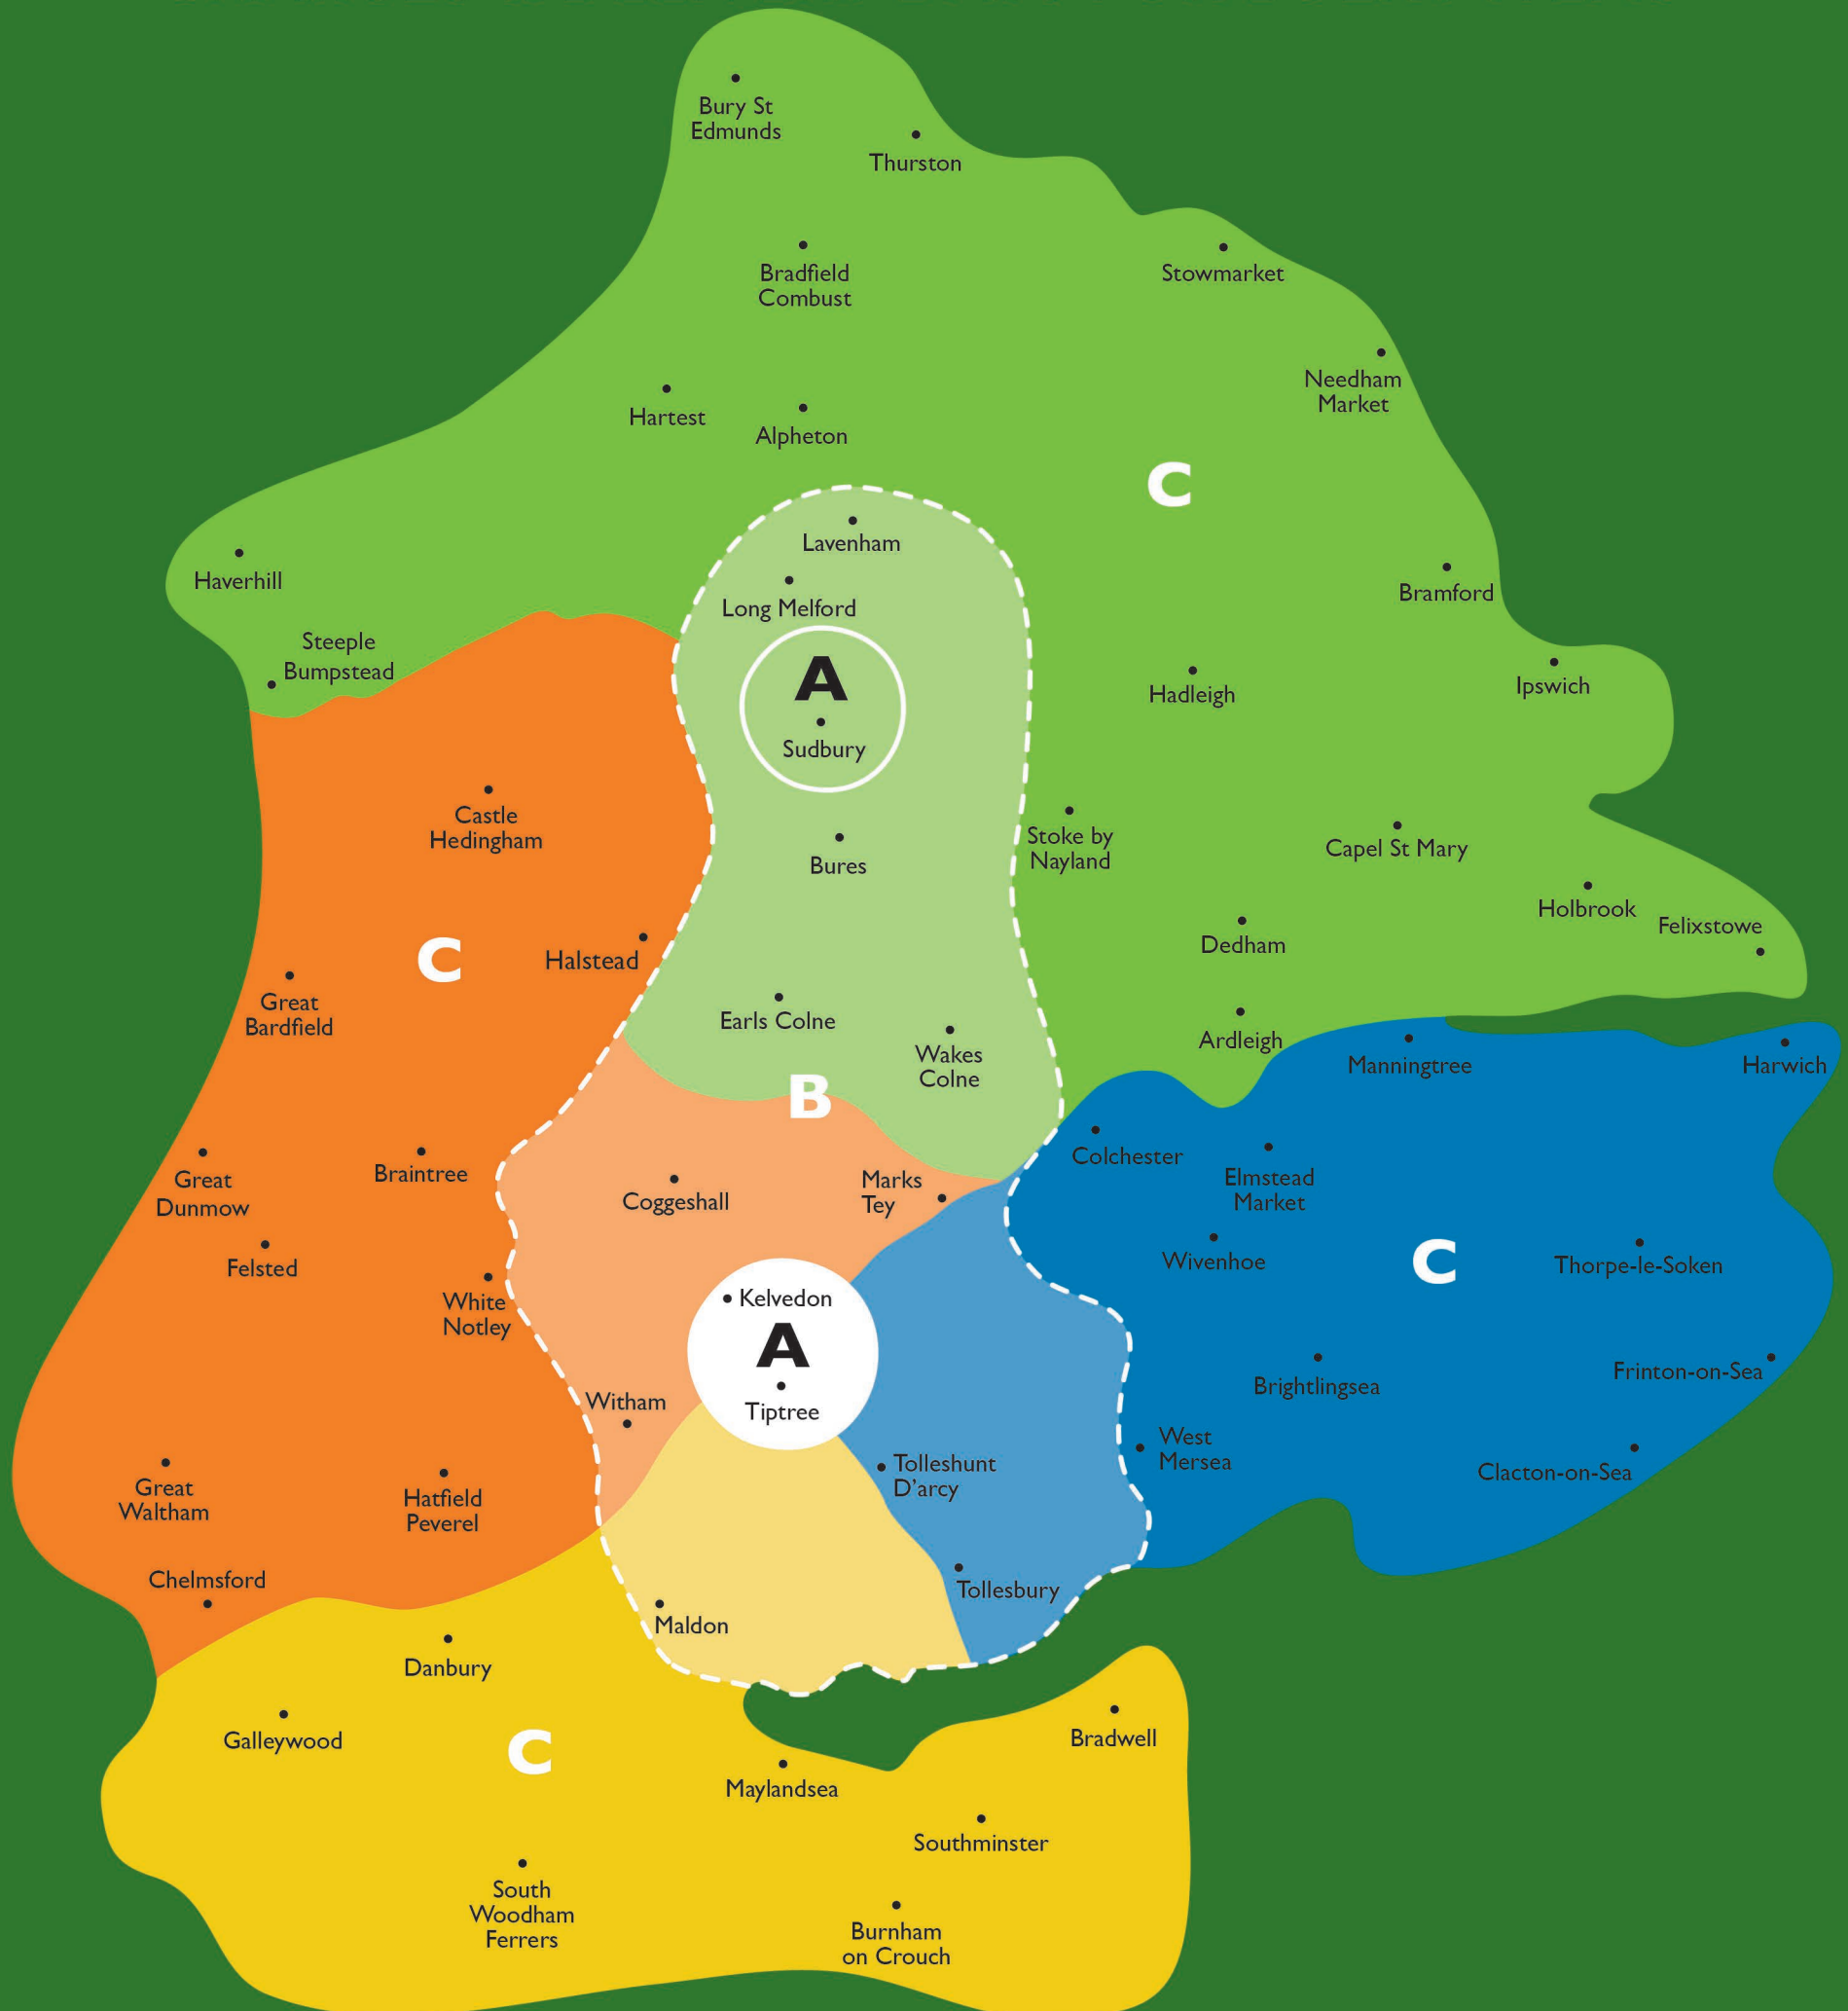 Bury St
Edmunds
Thurston
Bradfield
Combust
Stowmarket
Needham
Market
Hartest
Alpheton
C
Lavenham
Haverhill
Long Melford
Bramford
Steeple
Bumpstead
A
Sudbury
Hadleigh
Ipswich
Castle
Hedingham
Bures
Stoke by
Nayland
Capel St Mary
Holbrook
Felixstowe
C
Halstead
Dedham
Great
Bardfield
Earls Colne
Wakes
Colne
Ardleigh
Manningtree
Harwich
B
Great
Dunmow
Braintree
Coggeshall
Marks
Tey
Colchester
Elmstead
Market
Felsted
Wivenhoe
C
Thorpe-le-Soken
White
Notley
Kelvedon
A
Tiptree
Witham
Brightlingsea
Frinton-on-Sea
Great
Waltham
Hatfield
Peverel
Tolleshunt
D'arcy
West
Mersea
Clacton-on-Sea
Chelmsford
Tollesbury
Maldon
Danbury
Galleywood
C
Bradwell
Maylandsea
Southminster
South
Woodham
Ferrers
Burnham
on Crouch